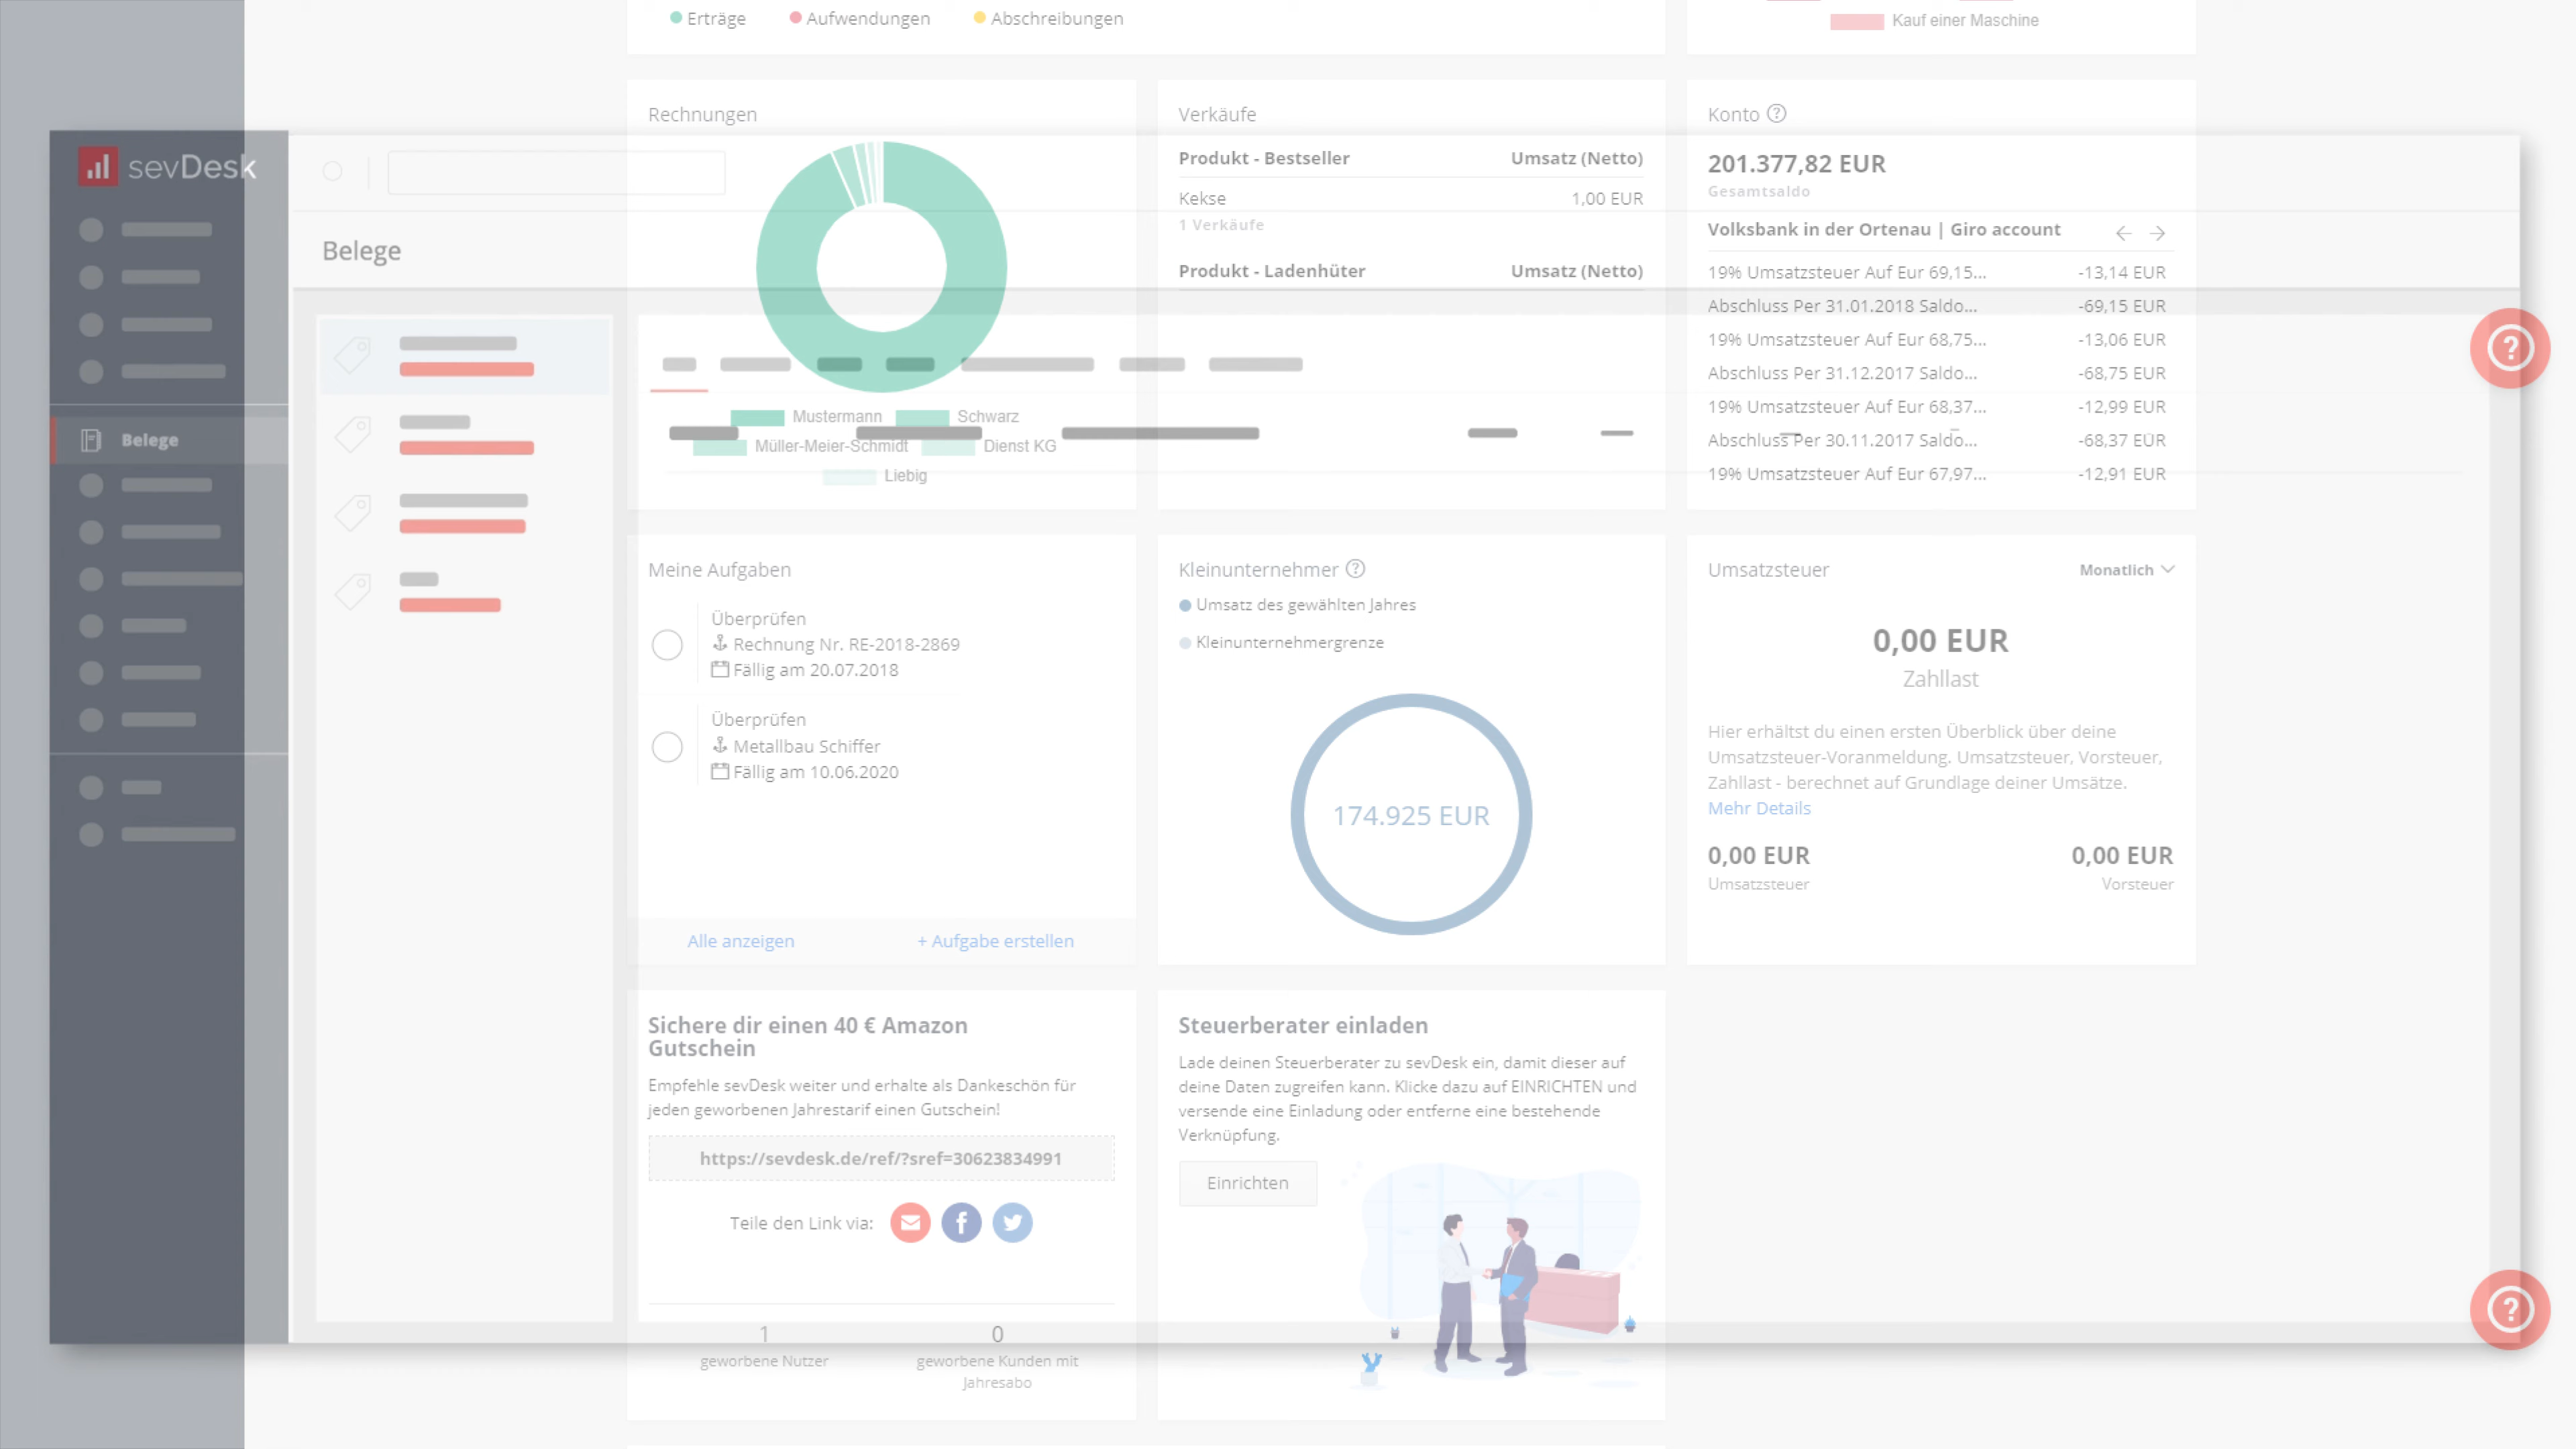 Erträge
Aufwendungen
Abschreibungen
Kauf einer Maschine
sevDesk
Belege
Belege
Rechnungen
Mustermann
Schwarz
Müller-Meier-Schmidt
Dienst KG
Liebig
Verkäufe
Produkt - Bestseller Umsatz (Netto)
Kekse 1,00 EUR
1 Verkäufe
Produkt - Ladenhüter Umsatz (Netto)
Konto
201.377,82 EUR
Gesamtsaldo
Volksbank in der Ortenau | Giro account
19% Umsatzsteuer Auf Eur 69,15... -13,14 EUR
Abschluss Per 31.01.2018 Saldo... -69,15 EUR
19% Umsatzsteuer Auf Eur 68,75... -13,06 EUR
Abschluss Per 31.12.2017 Saldo... -68,75 EUR
19% Umsatzsteuer Auf Eur 68,37... -12,99 EUR
Abschluss Per 30.11.2017 Saldo... -68,37 EUR
19% Umsatzsteuer Auf Eur 67,97... -12,91 EUR
Meine Aufgaben
Überprüfen
Rechnung Nr. RE-2018-2869
Fällig am 20.07.2018
Überprüfen
Metallbau Schiffer
Fällig am 10.06.2020
Alle anzeigen
+ Aufgabe erstellen
Kleinunternehmer
Umsatz des gewählten Jahres
Kleinunternehmergrenze
174.925 EUR
Umsatzsteuer
Monatlich
0,00 EUR
Zahllast
Hier erhältst du einen ersten Überblick über deine
Umsatzsteuer-Voranmeldung. Umsatzsteuer, Vorsteuer,
Zahllast - berechnet auf Grundlage deiner Umsätze.
Mehr Details
0,00 EUR 0,00 EUR
Umsatzsteuer Vorsteuer
Sichere dir einen 40 € Amazon
Gutschein
Empfehle sevDesk weiter und erhalte als Dankeschön für
jeden geworbenen Jahrestarif einen Gutschein!
https://sevdesk.de/ref/?sref=30623834991
Teile den Link via:
1 0
geworbene Nutzer geworbene Kunden mit
Jahresabo
Steuerberater einladen
Lade deinen Steuerberater zu sevDesk ein, damit dieser auf
deine Daten zugreifen kann. Klicke dazu auf EINRICHTEN und
versende eine Einladung oder entferne eine bestehende
Verknüpfung.
Einrichten